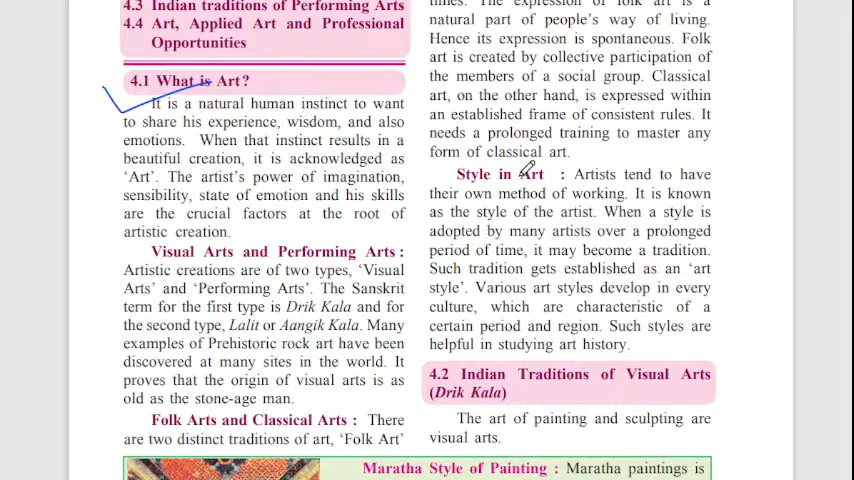 4.3 Indian traditions of Performing Arts
4.4 Art, Applied Art and Professional
Opportunities
4.1 What is Art?
It is a natural human instinct to want
to share his experience, wisdom, and also
emotions. When that instinct results in a
beautiful creation, it is acknowledged as
‘Art’. The artist’s power of imagination,
sensibility, state of emotion and his skills
are the crucial factors at the root of
artistic creation.
Visual Arts and Performing Arts :
Artistic creations are of two types, ‘Visual
Arts’ and ‘Performing Arts’. The Sanskrit
term for the first type is Drik Kala and for
the second type, Lalit or Aangik Kala. Many
examples of Prehistoric rock art have been
discovered at many sites in the world. It
proves that the origin of visual arts is as
old as the stone-age man.
Folk Arts and Classical Arts : There
are two distinct traditions of art, ‘Folk Art’
times. The expression of folk art is a
natural part of people’s way of living.
Hence its expression is spontaneous. Folk
art is created by collective participation of
the members of a social group. Classical
art, on the other hand, is expressed within
an established frame of consistent rules. It
needs a prolonged training to master any
form of classical art.
Style in Art : Artists tend to have
their own method of working. It is known
as the style of the artist. When a style is
adopted by many artists over a prolonged
period of time, it may become a tradition.
Such tradition gets established as an ‘art
style’. Various art styles develop in every
culture, which are characteristic of a
certain period and region. Such styles are
helpful in studying art history.
4.2 Indian Traditions of Visual Arts
(Drik Kala)
The art of painting and sculpting are
visual arts.
Maratha Style of Painting : Maratha paintings is